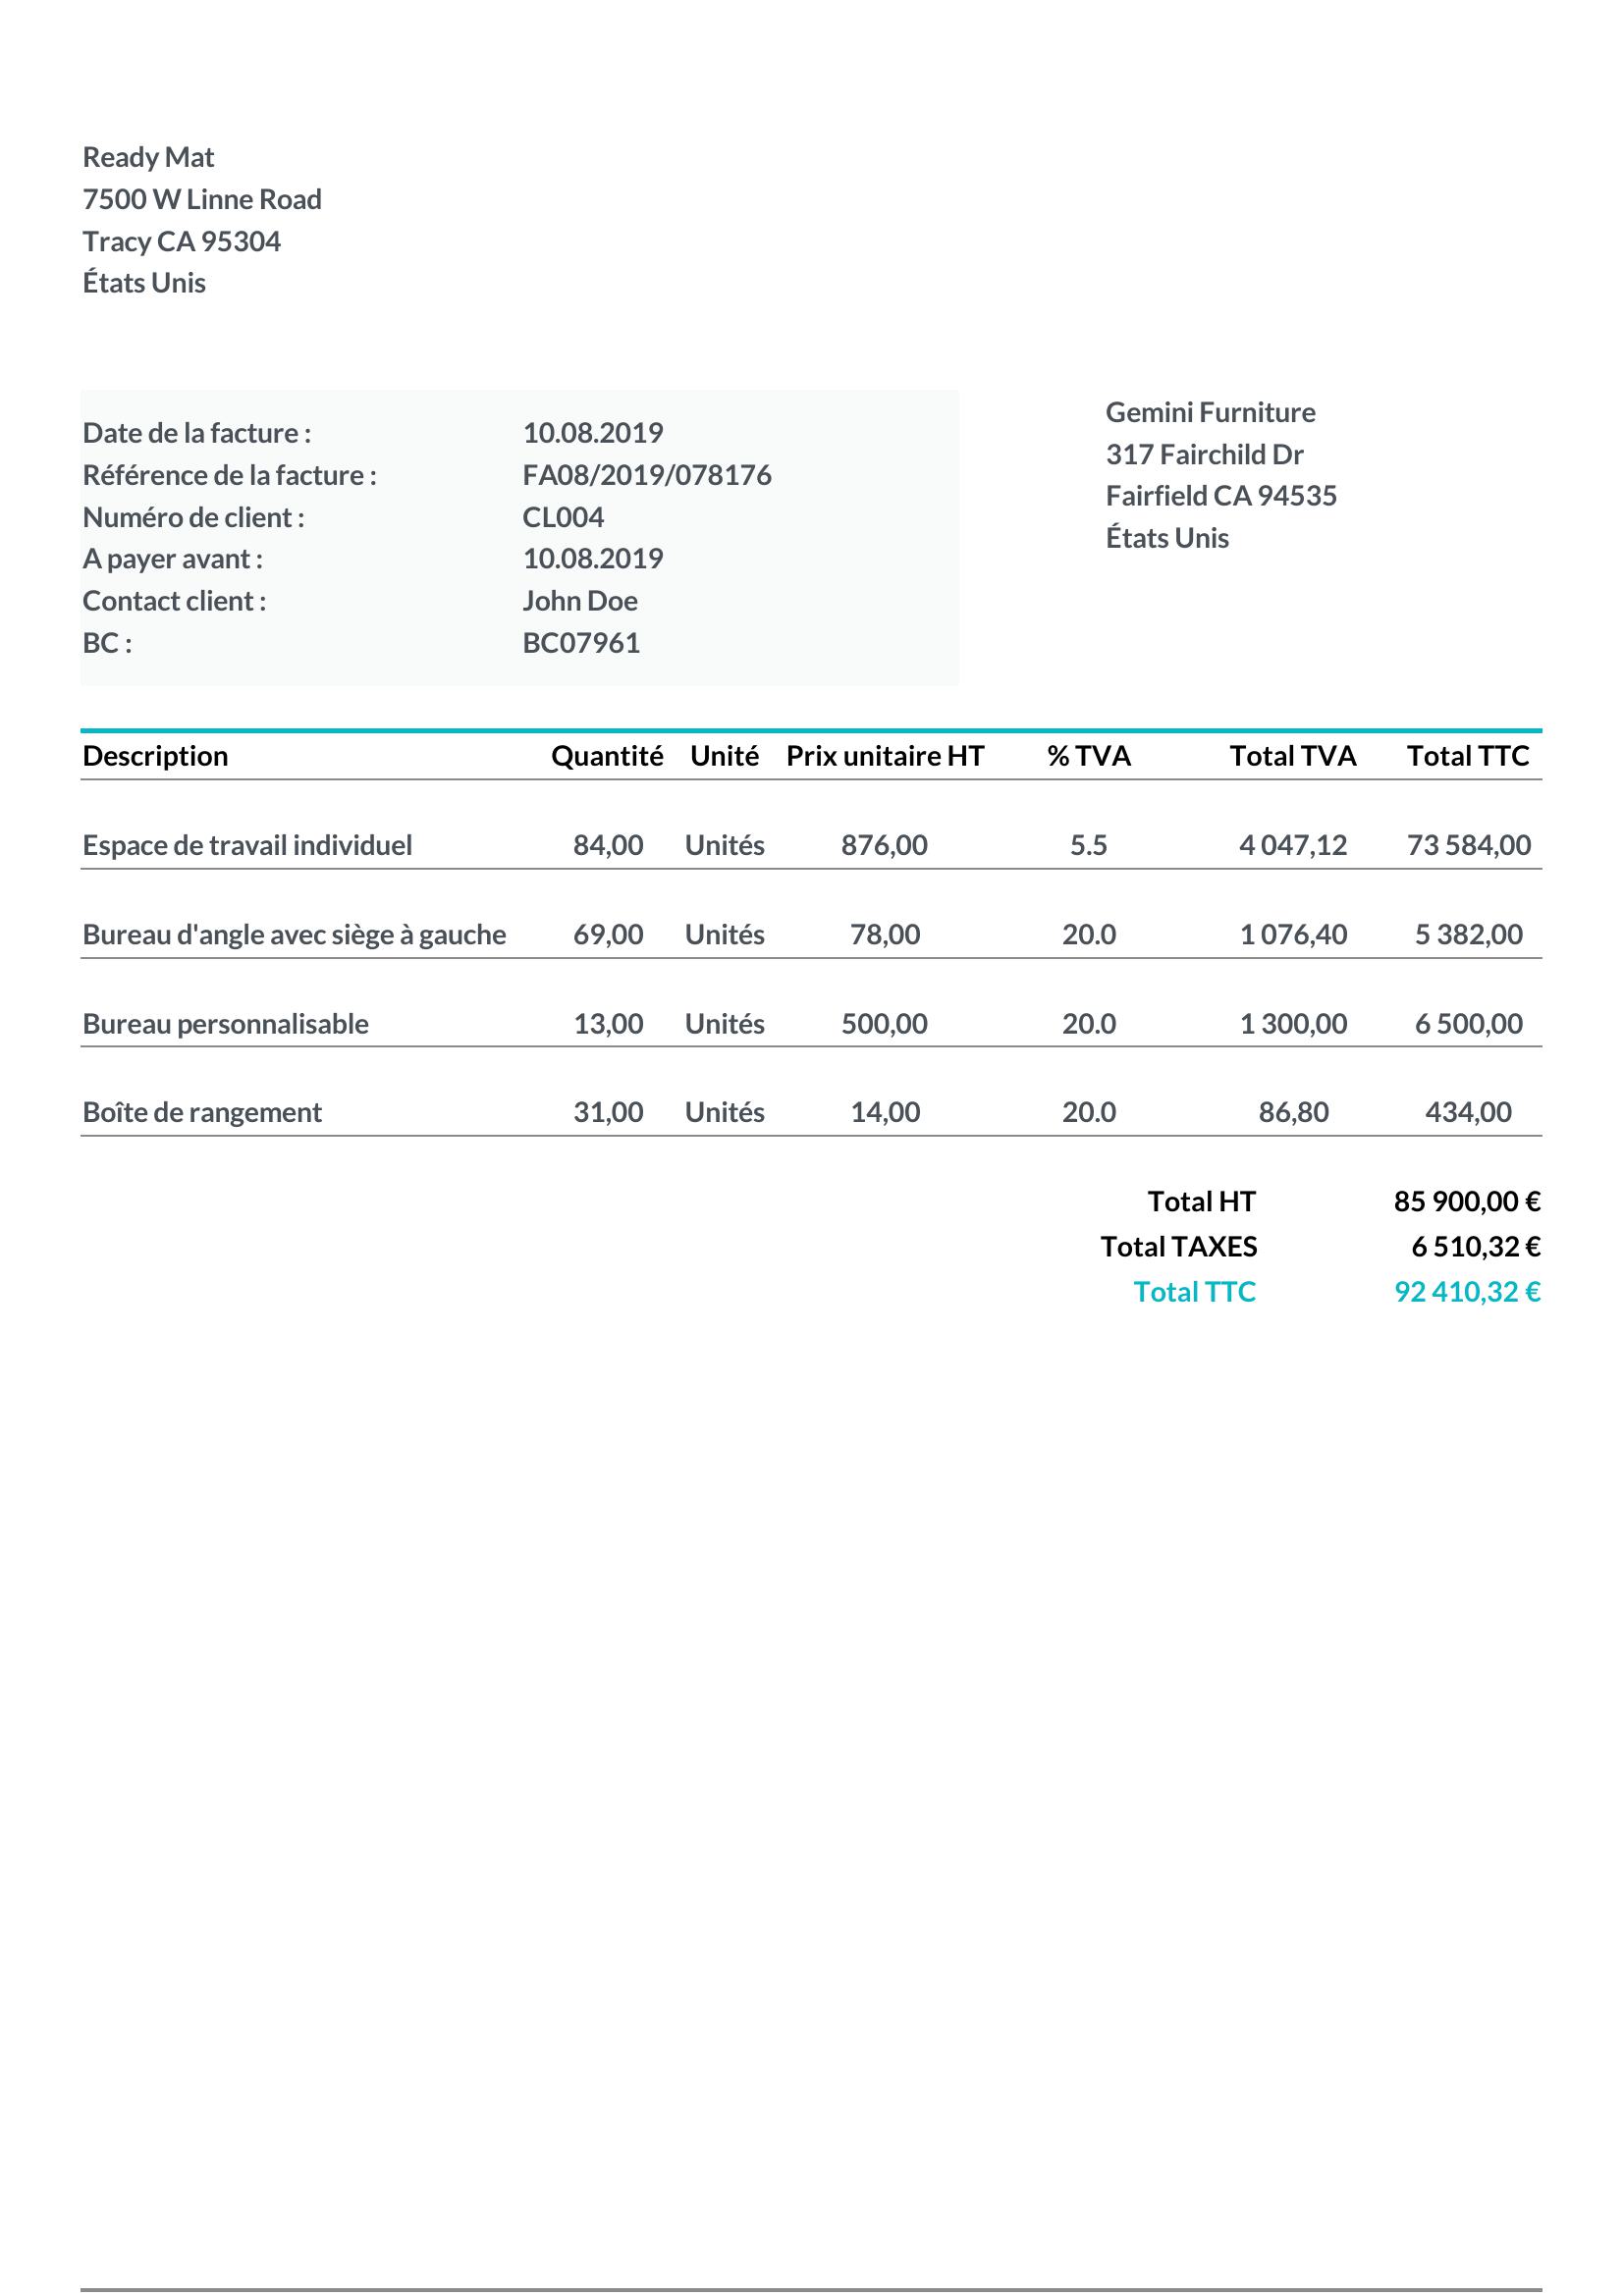 Ready Mat
7500 W Linne Road
Tracy CA 95304
États Unis
Gemini Furniture
317 Fairchild Dr
Fairfield CA 94535
États Unis
Date de la facture : 10.08.2019
Référence de la facture : FA08/2019/078176
Numéro de client : CL004
A payer avant : 10.08.2019
Contact client : John Doe
BC : BC07961
Description Quantité Unité Prix unitaire HT % TVA Total TVA Total TTC
Espace de travail individuel 84,00 Unités 876,00 5.5 4 047,12 73 584,00
Bureau d'angle avec siège à gauche 69,00 Unités 78,00 20.0 1 076,40 5 382,00
Bureau personnalisable 13,00 Unités 500,00 20.0 1 300,00 6 500,00
Boîte de rangement 31,00 Unités 14,00 20.0 86,80 434,00
Total HT 85 900,00 €
Total TAXES 6 510,32 €
Total TTC 92 410,32 €